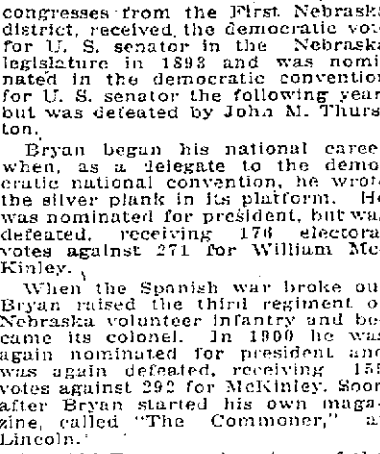 congresses from the First Nebrask
district, received the democratic vo
for U. S. senator in the Nebrask
legislature in 1893 and was nomi
nated in the democratic convention
for U. S. senator the following year
but was defeated by John M. Thurs
ton.
Bryan began his national caree
when, as a delegate to the demo
cratic national convention, he wrot
the silver plank in its platform. H
was nominated for president, but wa
defeated, receiving 176 electora
votes against 271 for William Mc
Kinley.
When the Spanish war broke ou
Bryan raised the third regiment o
Nebraska volunteer infantry and be
came its colonel. In 1900 he was
again nominated for president and
was again defeated, receiving 155
votes against 292 for McKinley. Soon
after Bryan started his own maga
zine, called "The Commoner," a
Lincoln.